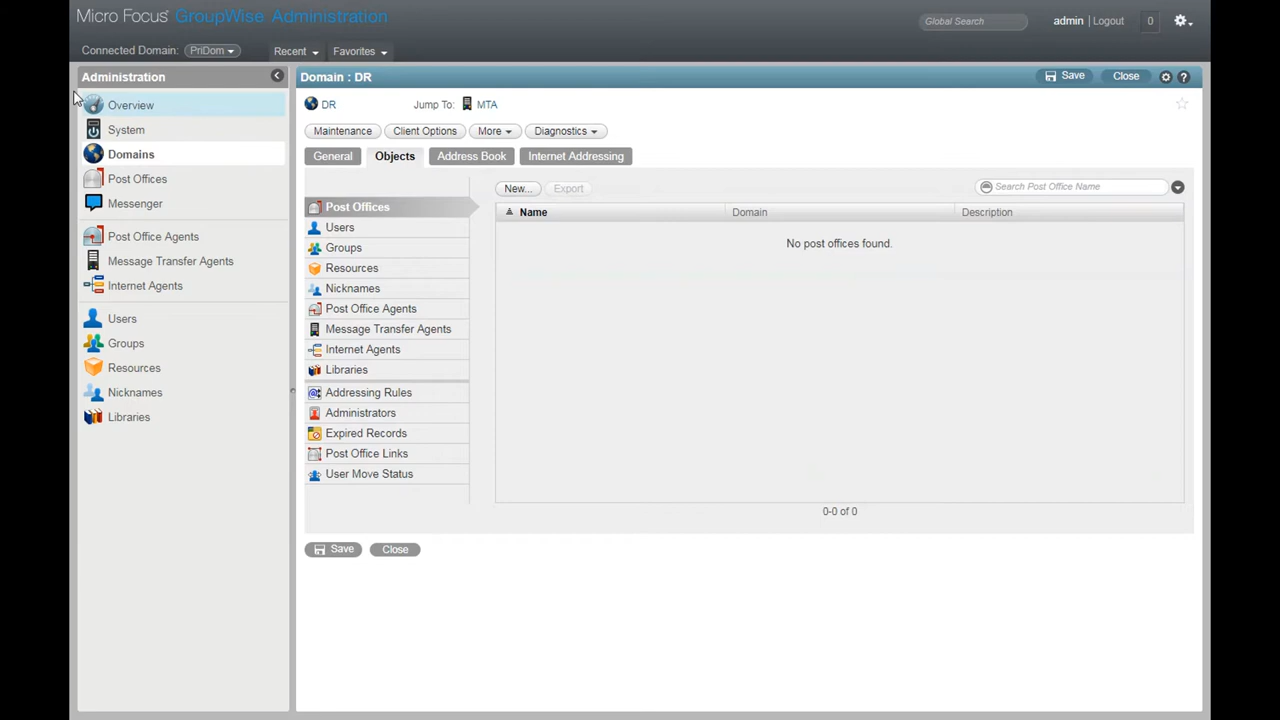 Micro Focus GroupWise Administration
Global Search
admin | Logout
0
Connected Domain: PriDom
Recent
Favorites
Administration
Overview
System
Domains
Post Offices
Messenger
Post Office Agents
Message Transfer Agents
Internet Agents
Users
Groups
Resources
Nicknames
Libraries
Domain : DR
Save
Close
DR
Jump To: MTA
Maintenance
Client Options
More
Diagnostics
General
Objects
Address Book
Internet Addressing
Post Offices
Users
Groups
Resources
Nicknames
Post Office Agents
Message Transfer Agents
Internet Agents
Libraries
Addressing Rules
Administrators
Expired Records
Post Office Links
User Move Status
New...
Export
Search Post Office Name
Name
Domain
Description
No post offices found.
0-0 of 0
Save
Close